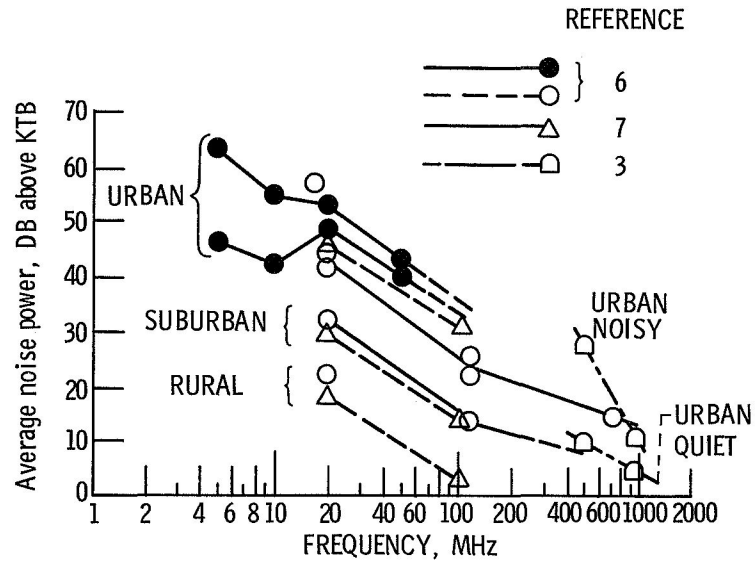 REFERENCE
6
7
3
70
60
50
40
30
20
10
0
Average noise power, DB above KTB
URBAN
SUBURBAN
RURAL
URBAN
NOISY
URBAN
QUIET
1 2 4 6 8 10 20 40 60 100 200 400 600 1000 2000
FREQUENCY, MHz